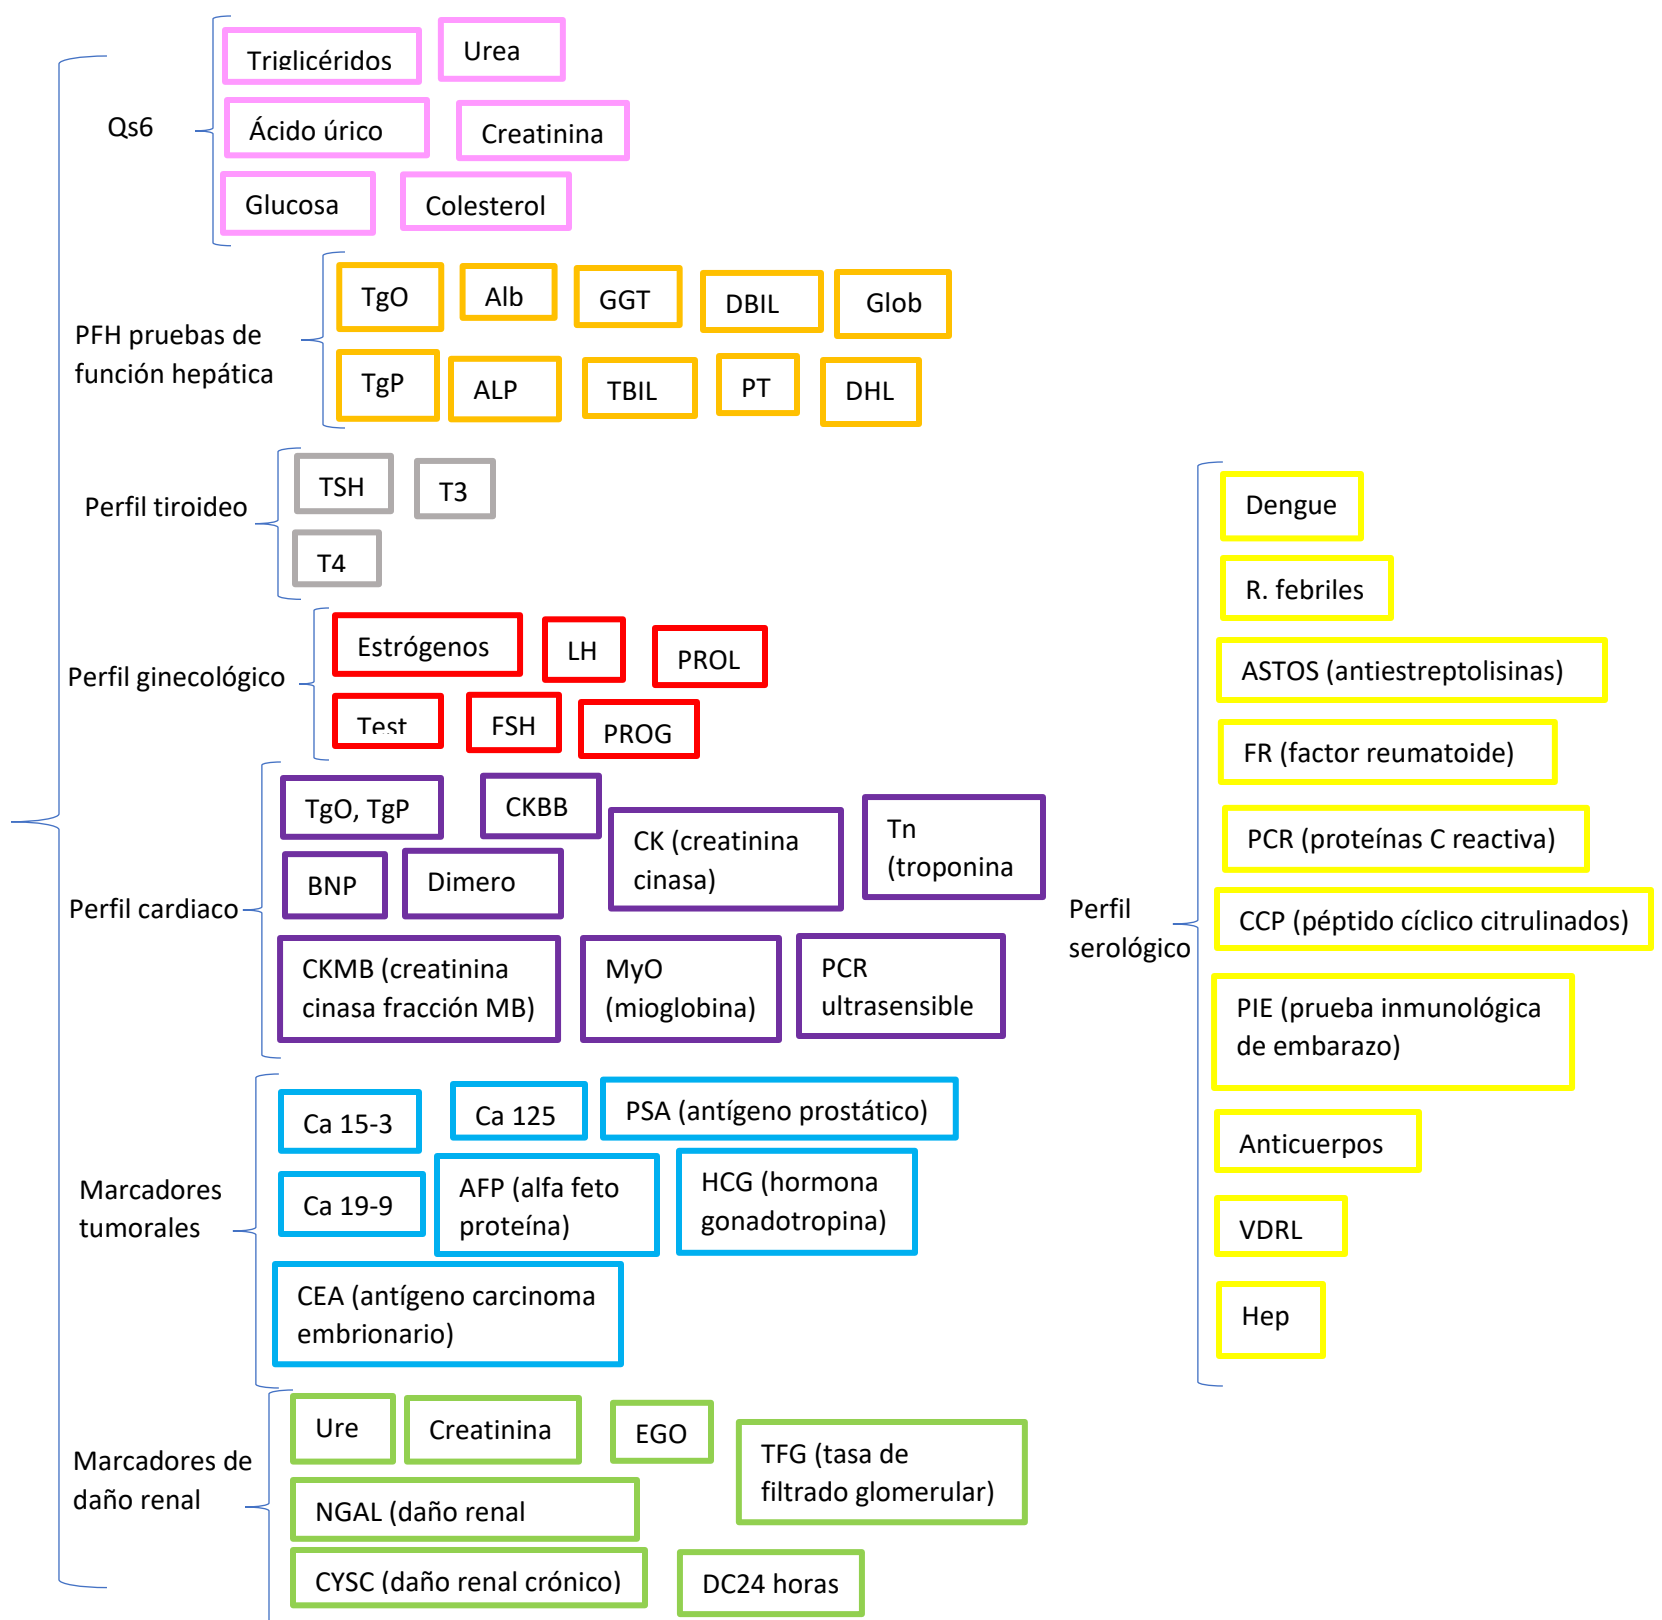 Qs6
Triglicéridos
Urea
Ácido úrico
Creatinina
Glucosa
Colesterol
PFH pruebas de
función hepática
TgO
Alb
GGT
DBIL
Glob
TgP
ALP
TBIL
PT
DHL
Perfil tiroideo
TSH
T3
T4
Perfil ginecológico
Estrógenos
LH
PROL
Test
FSH
PROG
Perfil cardiaco
TgO, TgP
CKBB
CK (creatinina
cinasa)
Tn
(troponina
BNP
Dimero
CKMB (creatinina
cinasa fracción MB)
MyO
(mioglobina)
PCR
ultrasensible
Marcadores
tumorales
Ca 15-3
Ca 125
PSA (antígeno prostático)
Ca 19-9
AFP (alfa feto
proteína)
HCG (hormona
gonadotropina)
CEA (antígeno carcinoma
embrionario)
Marcadores de
daño renal
Ure
Creatinina
EGO
TFG (tasa de
filtrado glomerular)
NGAL (daño renal
CYSC (daño renal crónico)
DC24 horas
Perfil
serológico
Dengue
R. febriles
ASTOS (antiestreptolisinas)
FR (factor reumatoide)
PCR (proteínas C reactiva)
CCP (péptido cíclico citrulinados)
PIE (prueba inmunológica
de embarazo)
Anticuerpos
VDRL
Hep